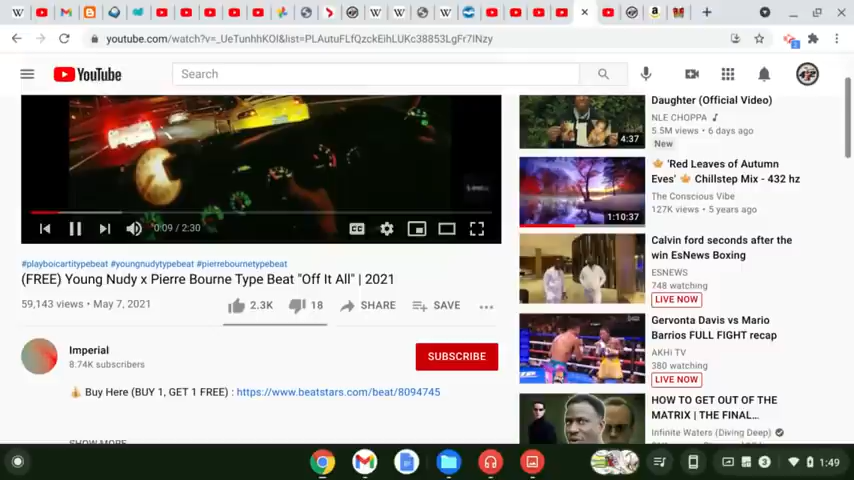 youtube.com/watch?v=_UeTunhhKOI&list=PLAutuFLfQzckEihLUKc38853LgFr7INzy
YouTube
Search
0:09 / 2:30
#playboicartitypebeat #youngnudytypebeat #pierrebournetypebeat
(FREE) Young Nudy x Pierre Bourne Type Beat "Off It All" | 2021
59,143 views • May 7, 2021
2.3K
18
SHARE
SAVE
Imperial
8.74K subscribers
SUBSCRIBE
Buy Here (BUY 1, GET 1 FREE) : https://www.beatstars.com/beat/8094745
SHOW MORE
Daughter (Official Video)
NLE CHOPPA
5.5M views • 6 days ago
New
4:37
'Red Leaves of Autumn
Eves' Chillstep Mix - 432 hz
The Conscious Vibe
127K views • 5 years ago
1:10:37
Calvin ford seconds after the
win EsNews Boxing
ESNEWS
748 watching
LIVE NOW
Gervonta Davis vs Mario
Barrios FULL FIGHT recap
AKHi TV
380 watching
LIVE NOW
HOW TO GET OUT OF THE
MATRIX | THE FINAL...
Infinite Waters (Diving Deep)
3
1:49